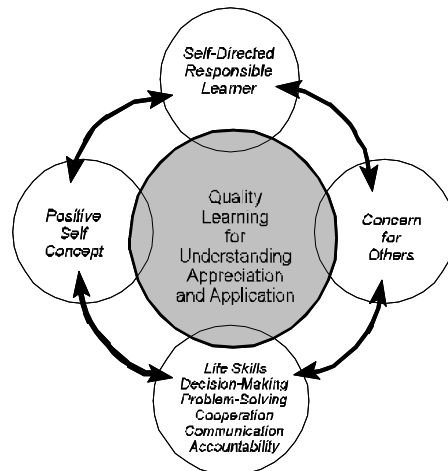 Self-Directed
Responsible
Learner
Positive
Self
Concept
Quality
Learning
for
Understanding
Appreciation
and Application
Concern
for
Others
Life Skills
Decision-Making
Problem-Solving
Cooperation
Communication
Accountability